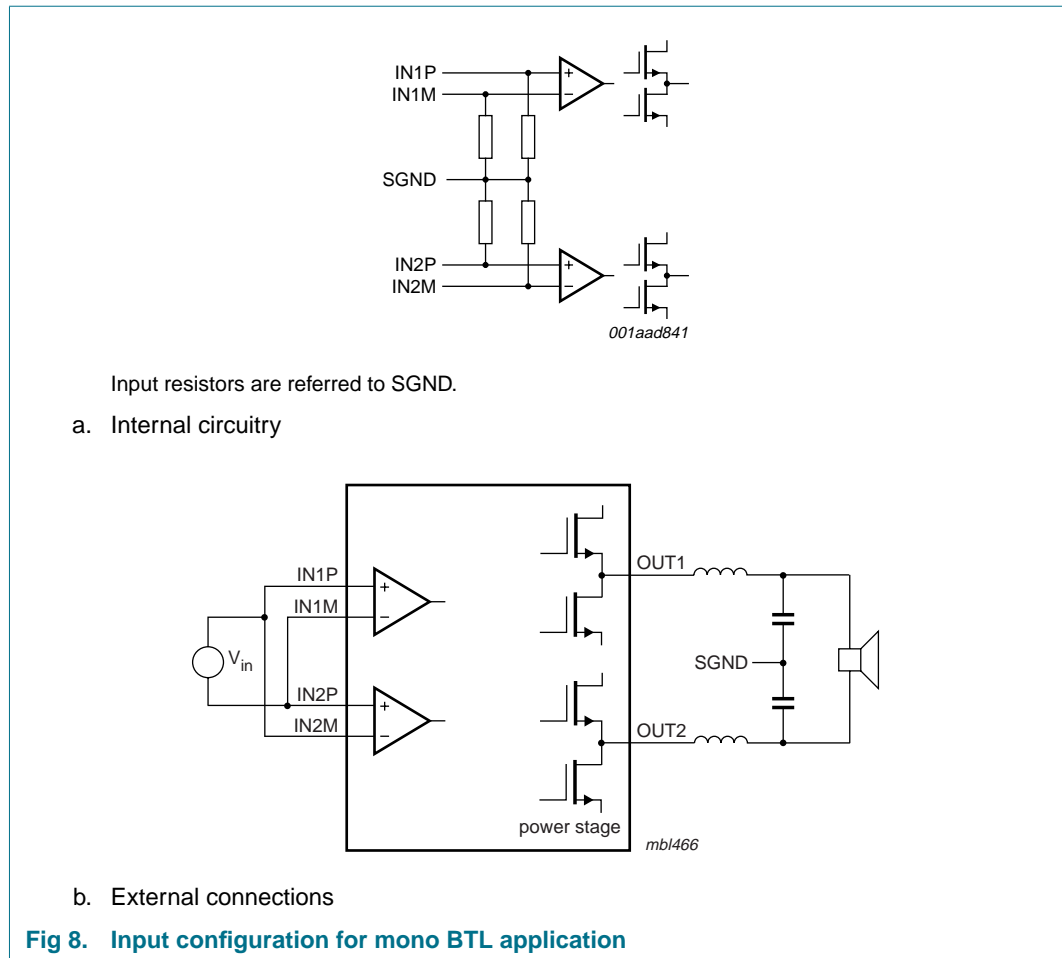 IN1P
IN1M
+
−
SGND
IN2P
IN2M
+
−
001aad841
Input resistors are referred to SGND.
a. Internal circuitry
IN1P
IN1M
+
−
OUT1
Vin
SGND
IN2P
IN2M
+
−
OUT2
power stage
mbl466
b. External connections
Fig 8. Input configuration for mono BTL application